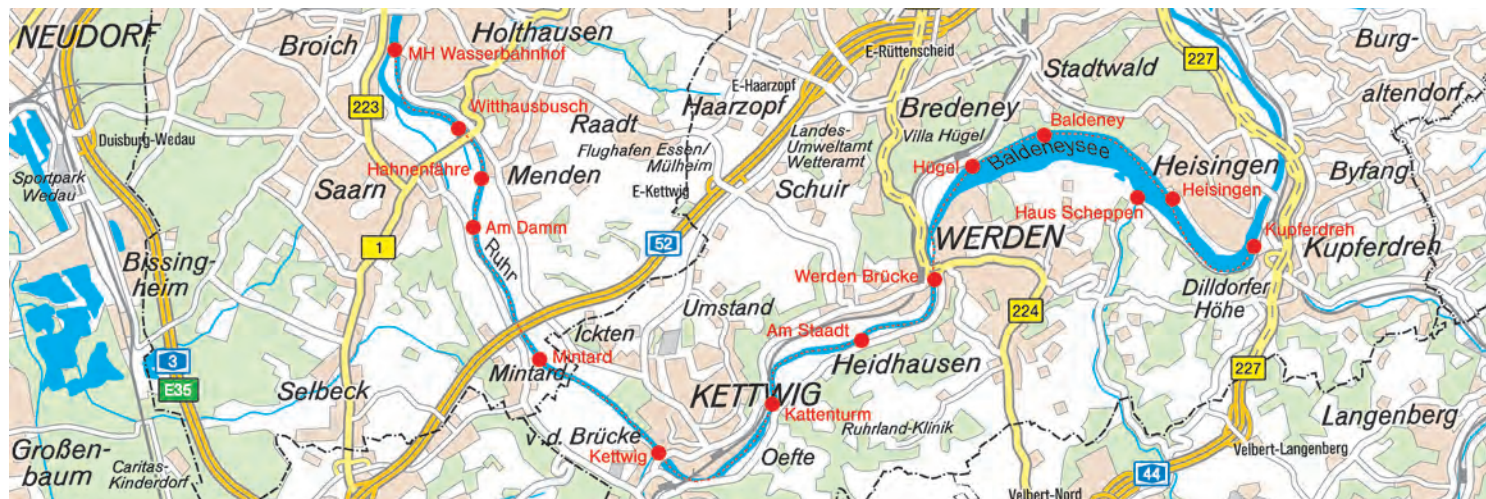 NEUDORF
Broich
Holthausen
MH Wasserbahnhof
E-Rüttenscheid
227
Burg-
altendorf
Stadtwald
223
Witthausbusch
E-Haarzopf
Haarzopf
Bredeney
Villa Hügel
Baldeney
Duisburg-Wedau
Raadt
Flughafen Essen/
Mülheim
Landes-
Umweltamt
Wetteramt
Baldeneysee
Hügel
Heisingen
Byfang
Sportpark
Wedau
Hahnenfähre
Saarn
Menden
E-Kettwig
Schuir
Heisingen
Haus Scheppen
Am Damm
Ruhr
1
52
WERDEN
Kupferdreh
Kupferdreh
Bissing-
heim
Werden Brücke
Dilldorfer
Höhe
Umstand
224
Am Staadt
Ickten
Heidhausen
3
E35
Mintard
Mintard
227
Selbeck
KETTWIG
Kattenturm
Ruhrland-Klinik
Langenberg
Großen-
baum
Caritas-
Kinderdorf
v.d. Brücke
Kettwig
Oefte
44
Velbert-Langenberg
Velbert-Nord